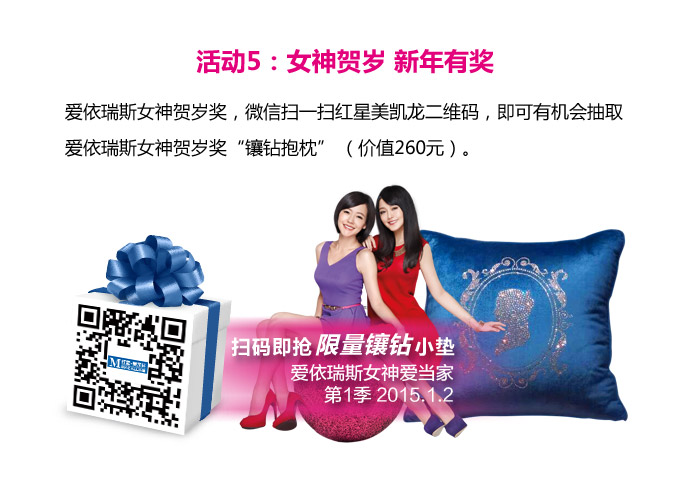 活动5：女神贺岁 新年有奖
爱依瑞斯女神贺岁奖，微信扫一扫红星美凯龙二维码，即可有机会抽取
爱依瑞斯女神贺岁奖“镶钻抱枕”（价值260元）。
扫码即抢 限量镶钻 小垫
爱依瑞斯女神爱当家
第1季 2015.1.2
M